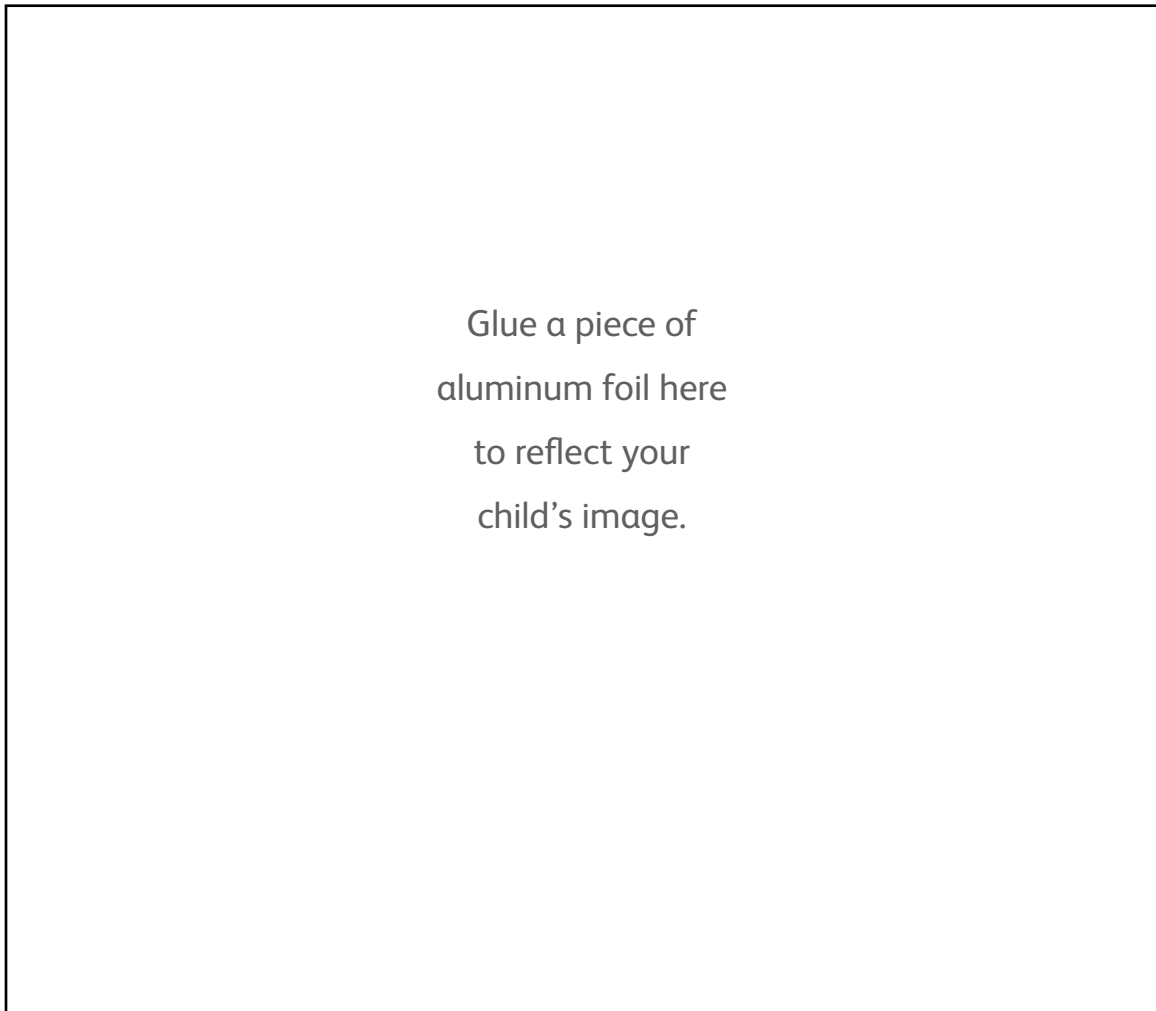 Glue a piece of
aluminum foil here
to reflect your
child’s image.